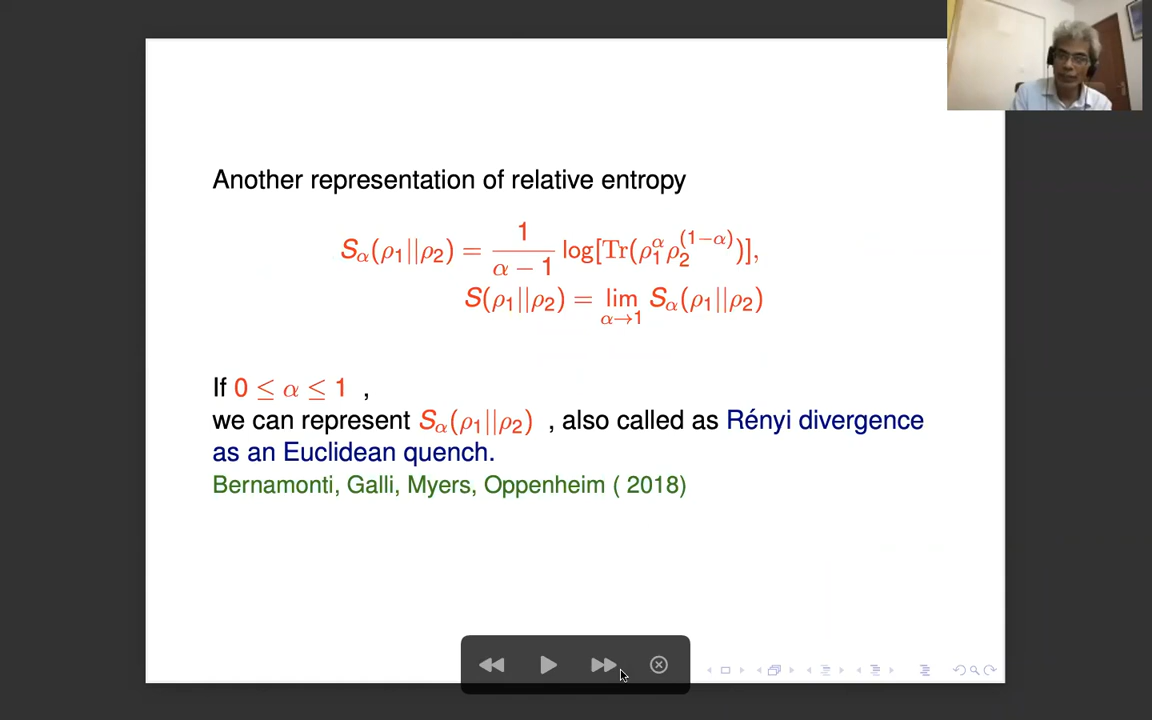 Another representation of relative entropy
S_α(ρ₁||ρ₂) = \frac{1}{α − 1} log[Tr(ρ₁^α ρ₂^{(1−α)})],
S(ρ₁||ρ₂) = \lim_{α→1} S_α(ρ₁||ρ₂)
If 0 ≤ α ≤ 1 ,
we can represent S_α(ρ₁||ρ₂) , also called as Rényi divergence
as an Euclidean quench.
Bernamonti, Galli, Myers, Oppenheim ( 2018)